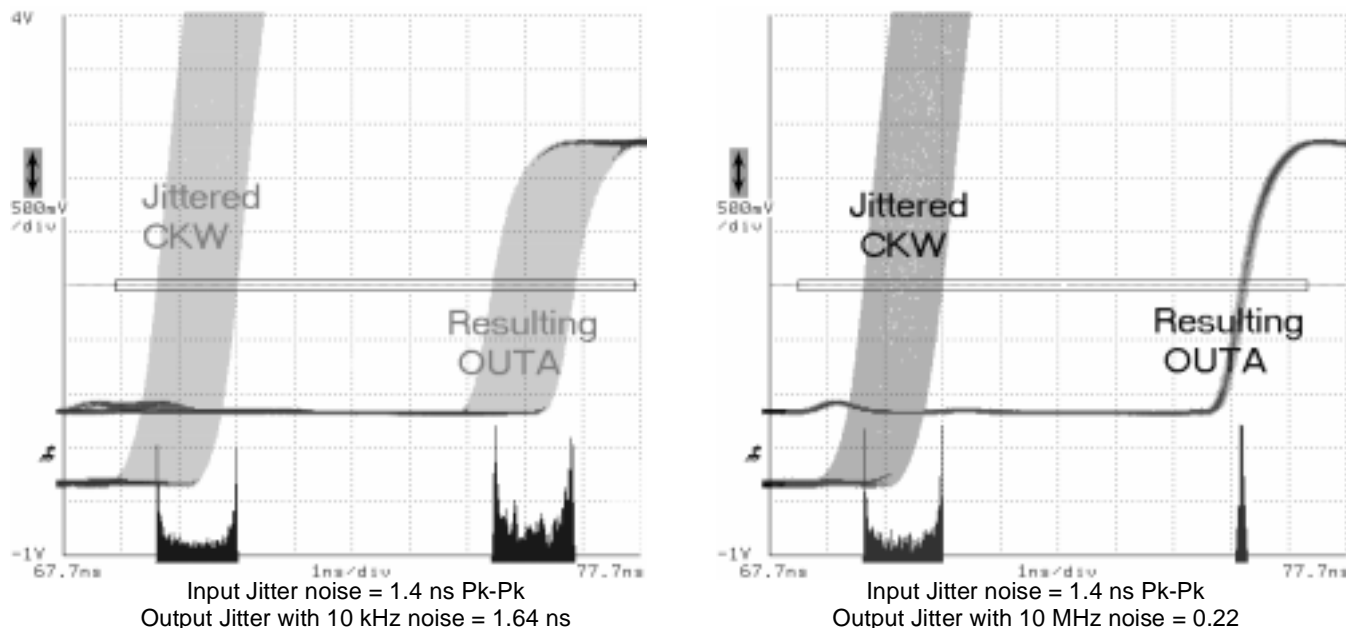 4V
500mV
/div
Jittered
CKW
Resulting
OUTA
-1V
67.7ns
1ns/div
77.7ns
Input Jitter noise = 1.4 ns Pk-Pk
Output Jitter with 10 kHz noise = 1.64 ns
4V
500mV
/div
Jittered
CKW
Resulting
OUTA
-1V
67.7ns
1ns/div
77.7ns
Input Jitter noise = 1.4 ns Pk-Pk
Output Jitter with 10 MHz noise = 0.22